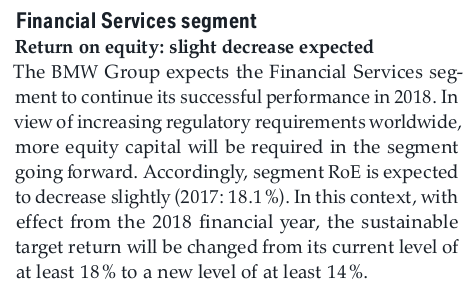 Financial Services segment
Return on equity: slight decrease expected
The BMW Group expects the Financial Services seg-
ment to continue its successful performance in 2018. In
view of increasing regulatory requirements worldwide,
more equity capital will be required in the segment
going forward. Accordingly, segment RoE is expected
to decrease slightly (2017: 18.1 %). In this context, with
effect from the 2018 financial year, the sustainable
target return will be changed from its current level of
at least 18 % to a new level of at least 14 %.